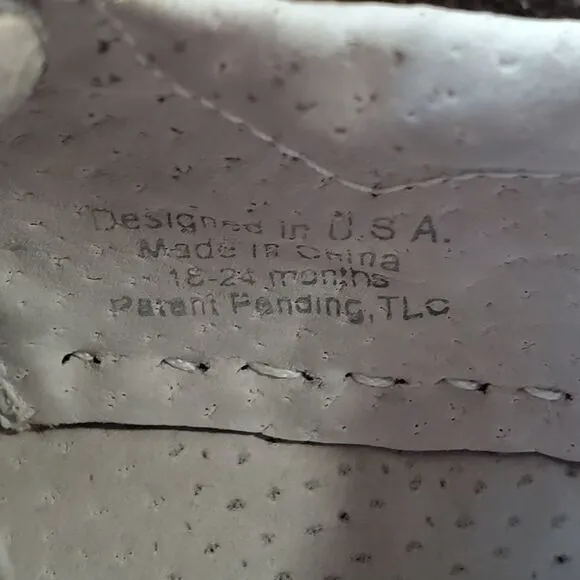 Designed in U.S A.
Made in China
18-24 months
Patent Pending, TLC